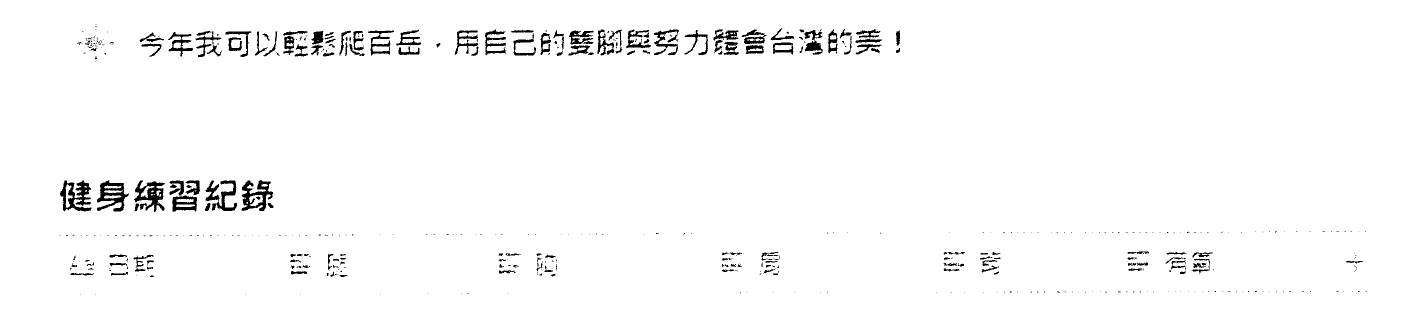 今年我可以輕鬆爬百岳，用自己的雙腳與努力體會台灣的美！
健身練習紀錄
日期 腿 胸 肩 背 有氧